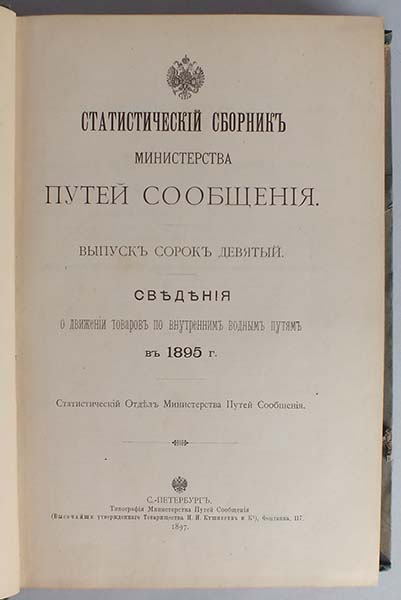 СТАТИСТИЧЕСКІЙ СБОРНИКЪ
МИНИСТЕРСТВА
ПУТЕЙ СООБЩЕНІЯ.
ВЫПУСКЪ СОРОКЪ ДЕВЯТЫЙ.
СВѢДѢНІЯ
О ДВИЖЕНІИ ТОВАРОВЪ ПО ВНУТРЕННИМЪ ВОДНЫМЪ ПУТЯМЪ
ВЪ 1895 Г.
Статистическій Отдѣлъ Министерства Путей Сообщенія.
С.-ПЕТЕРБУРГЪ.
Типографія Министерства Путей Сообщенія
(Высочайше утвержденнаго Товарищества И. Н. Кушнеревъ и Ко), Фонтанка, 117.
1897.